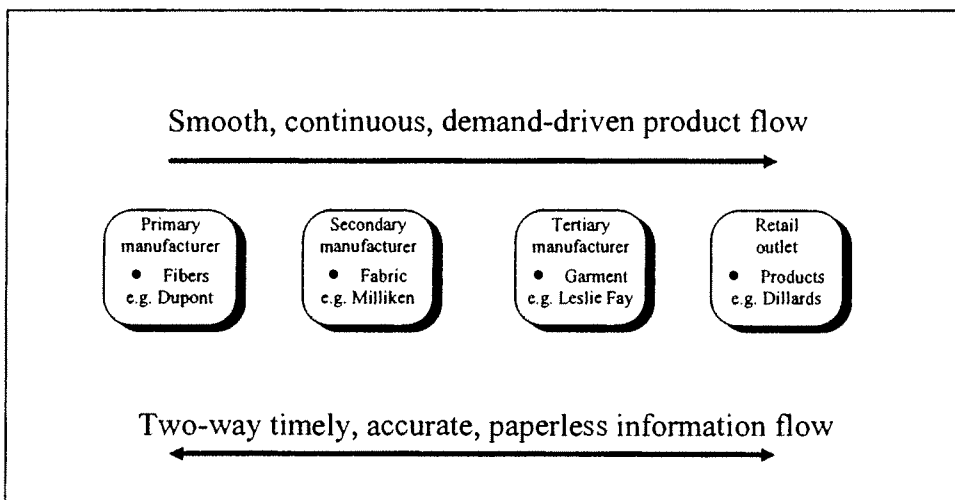 Smooth, continuous, demand-driven product flow
Primary
manufacturer
● Fibers
e.g. Dupont
Secondary
manufacturer
● Fabric
e.g. Milliken
Tertiary
manufacturer
● Garment
e.g. Leslie Fay
Retail
outlet
● Products
e.g. Dillards
Two-way timely, accurate, paperless information flow